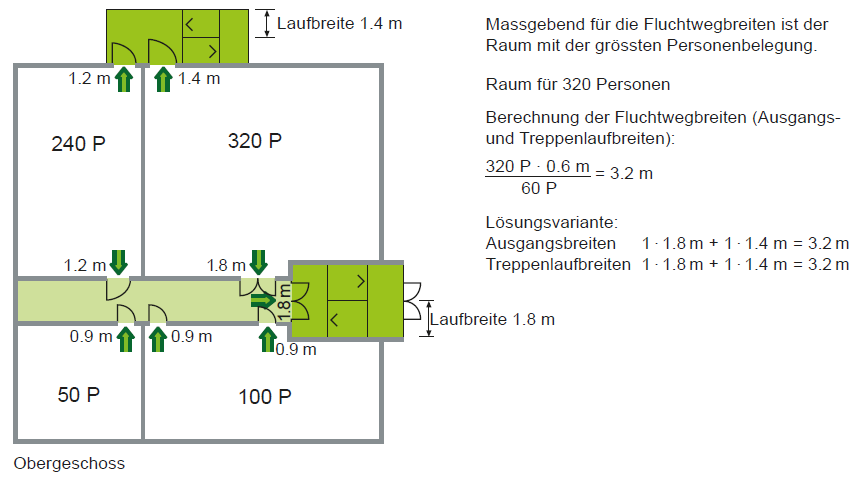 Laufbreite 1.4 m
1.2 m
1.4 m
240 P
320 P
1.2 m
1.8 m
1.8 m
Laufbreite 1.8 m
0.9 m
0.9 m
0.9 m
50 P
100 P
Obergeschoss
Massgebend für die Fluchtwegbreiten ist der
Raum mit der grössten Personenbelegung.
Raum für 320 Personen
Berechnung der Fluchtwegbreiten (Ausgangs-
und Treppenlaufbreiten):
320 P · 0.6 m
60 P
= 3.2 m
Lösungsvariante:
Ausgangsbreiten 1 · 1.8 m + 1 · 1.4 m = 3.2 m
Treppenlaufbreiten 1 · 1.8 m + 1 · 1.4 m = 3.2 m